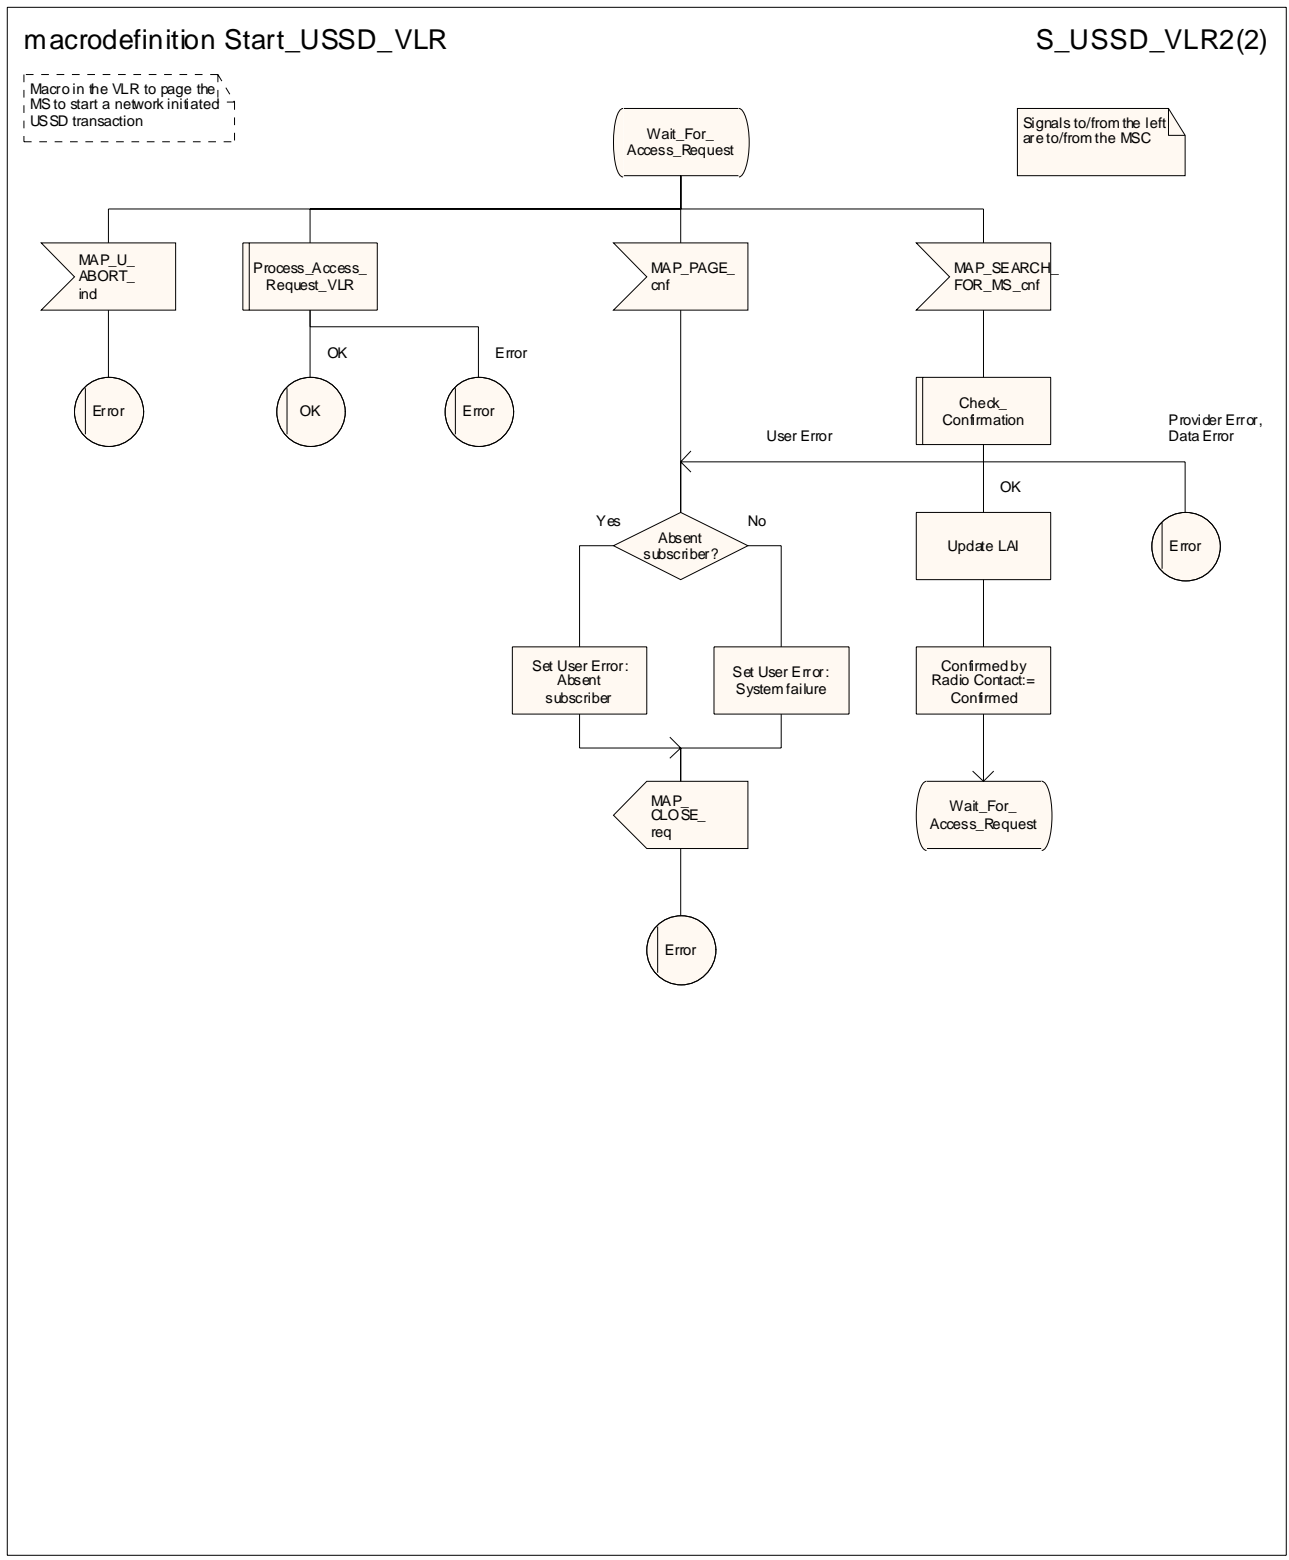 macrodefinition Start_USSD_VLR
S_USSD_VLR2(2)
Macro in the VLR to page the
MS to start a network initiated
USSD transaction
Wait_For_
Access_Request
Signals to/from the left
are to/from the MSC
MAP_U_
ABORT_
ind
Process_Access_
Request_VLR
MAP_PAGE_
cnf
MAP_SEARCH_
FOR_MS_cnf
OK
Error
Error
OK
Error
Check_
Confirmation
User Error
Provider Error,
Data Error
OK
Yes
No
Absent
subscriber?
Update LAI
Error
Set User Error:
Absent
subscriber
Set User Error:
System failure
Confirmed by
Radio Contact:=
Confirmed
MAP_
CLOSE_
req
Wait_For_
Access_Request
Error